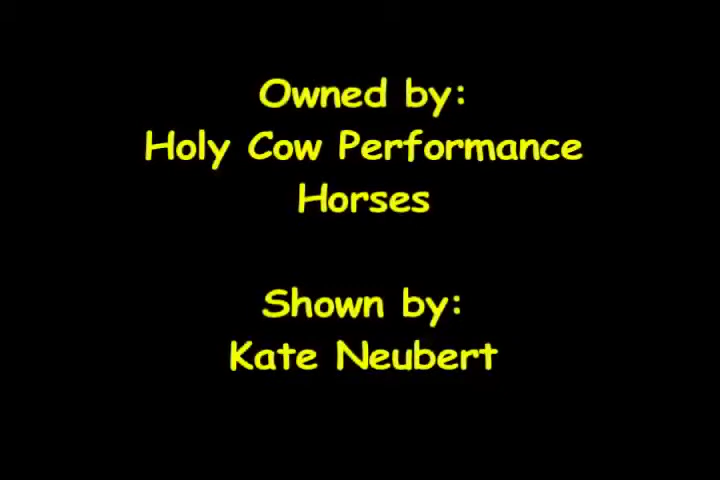 Owned by:
Holy Cow Performance
Horses
Shown by:
Kate Neubert